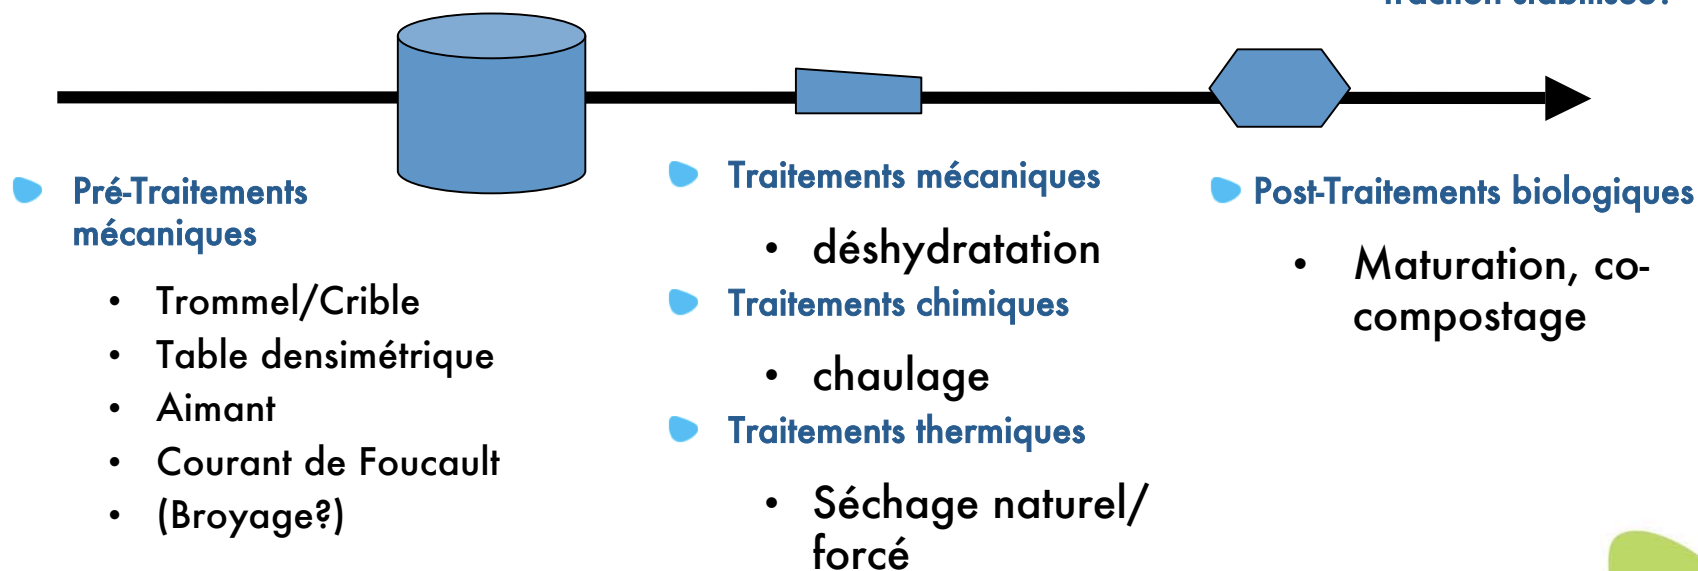 Pré-Traitements
mécaniques
• Trommel/Crible
• Table densimétrique
• Aimant
• Courant de Foucault
• (Broyage?)
Traitements mécaniques
• déshydratation
Traitements chimiques
• chaulage
Traitements thermiques
• Séchage naturel/
forcé
Post-Traitements biologiques
• Maturation, co-
compostage